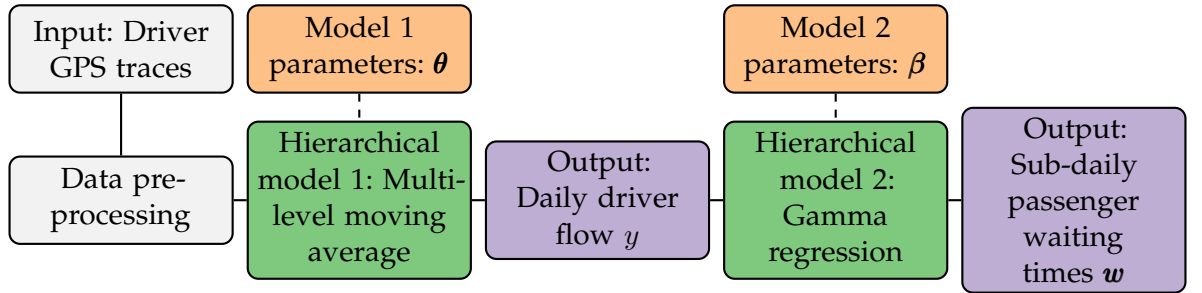 Input: Driver
GPS traces
Model 1
parameters: θ
Model 2
parameters: β
Data pre-
processing
Hierarchical
model 1: Multi-
level moving
average
Output:
Daily driver
flow y
Hierarchical
model 2:
Gamma
regression
Output:
Sub-daily
passenger
waiting
times w